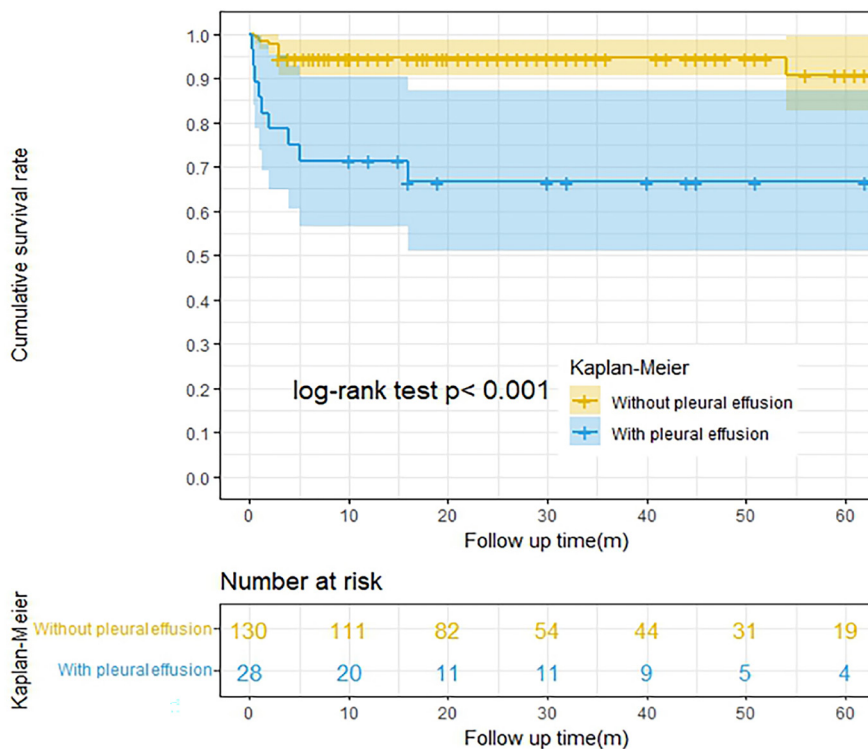 Cumulative survival rate
1.0
0.9
0.8
0.7
0.6
0.5
0.4
0.3
0.2
0.1
0.0
log-rank test p< 0.001
Kaplan-Meier
Without pleural effusion
With pleural effusion
0 10 20 30 40 50 60
Follow up time(m)
Number at risk
Kaplan-Meier
Without pleural effusion 130 111 82 54 44 31 19
With pleural effusion 28 20 11 11 9 5 4
0 10 20 30 40 50 60
Follow up time(m)